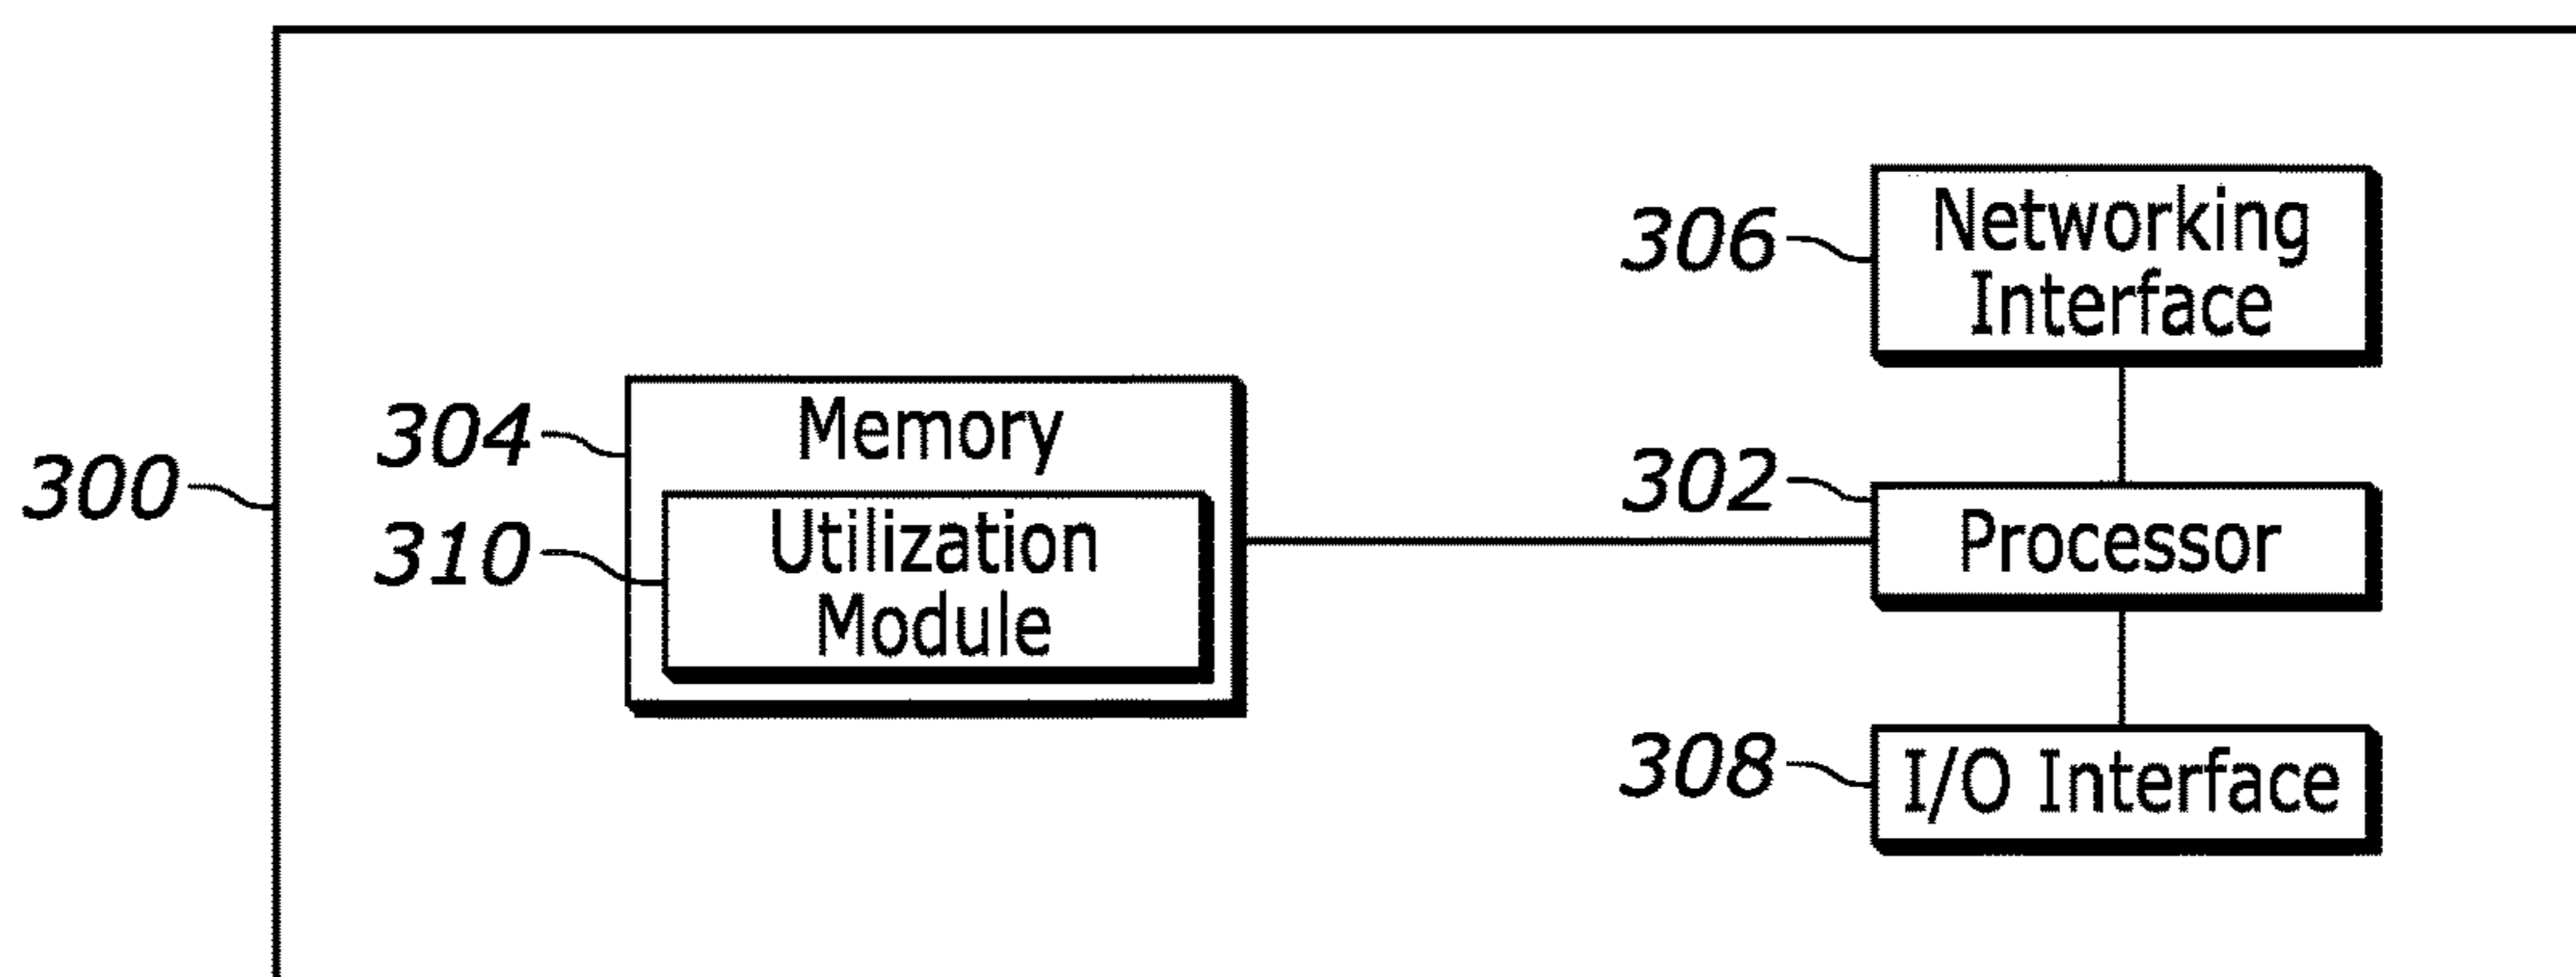 306
Networking
Interface
304
Memory
300
302
Processor
310
Utilization
Module
308
I/O Interface